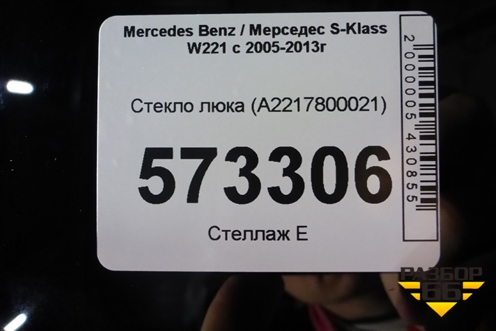 Mercedes Benz / Мерседес S-Klass
W221 с 2005-2013г
Стекло люка (A2217800021)
573306
Стеллаж Е
2000005430855
РАЗБОР
66